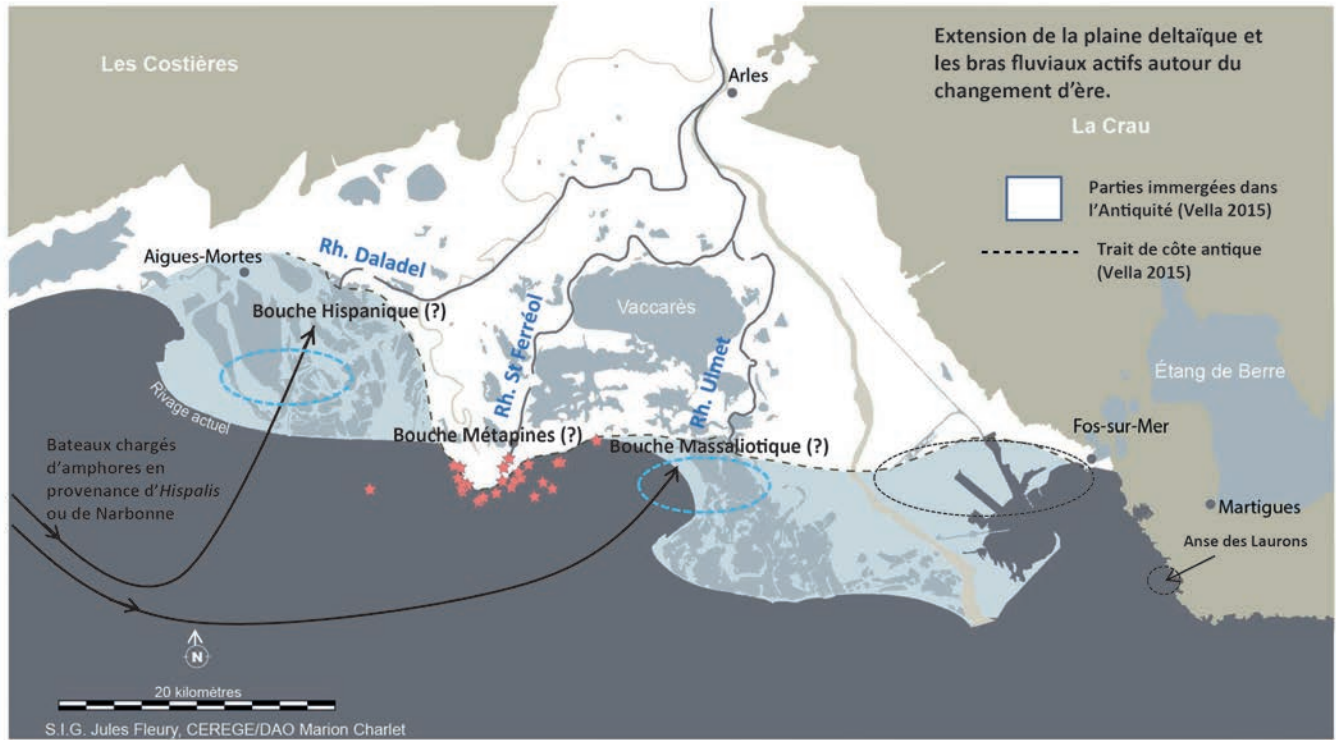 Extension de la plaine deltaïque et
les bras fluviaux actifs autour du
changement d'ère.
Les Costières
Arles
La Crau
Parties immergées dans
l'Antiquité (Vella 2015)
Trait de côte antique
(Vella 2015)
Aigues-Mortes
Rh. Daladel
Bouche Hispanique (?)
Rh. St Ferréol
Vaccarès
Rh. Ulmet
Étang de Berre
Rivage actuel
Bouche Métapines (?)
Bouche Massaliotique (?)
Fos-sur-Mer
Bateaux chargés
d'amphores en
provenance d'Hispalis
ou de Narbonne
Martigues
Anse des Laurons
N
20 kilomètres
S.I.G. Jules Fleury, CEREGE/DAO Marion Charlet